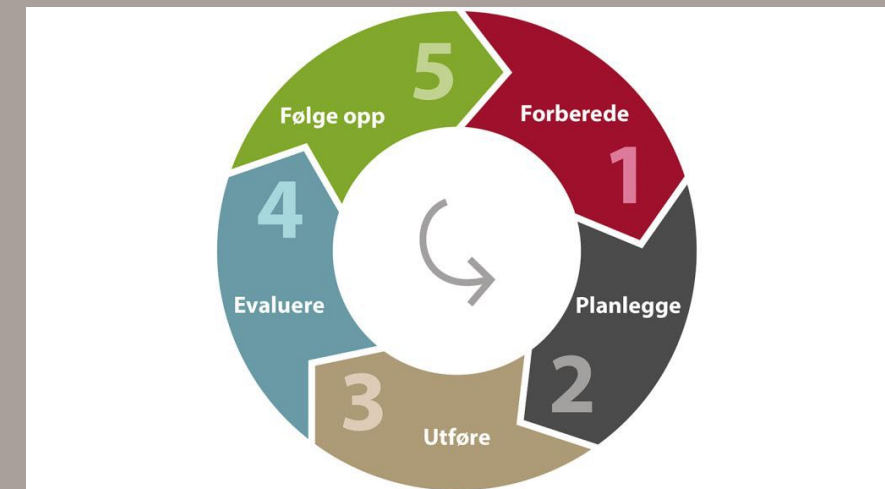 1
Forberede
2
Planlegge
3
Utføre
4
Evaluere
5
Følge opp